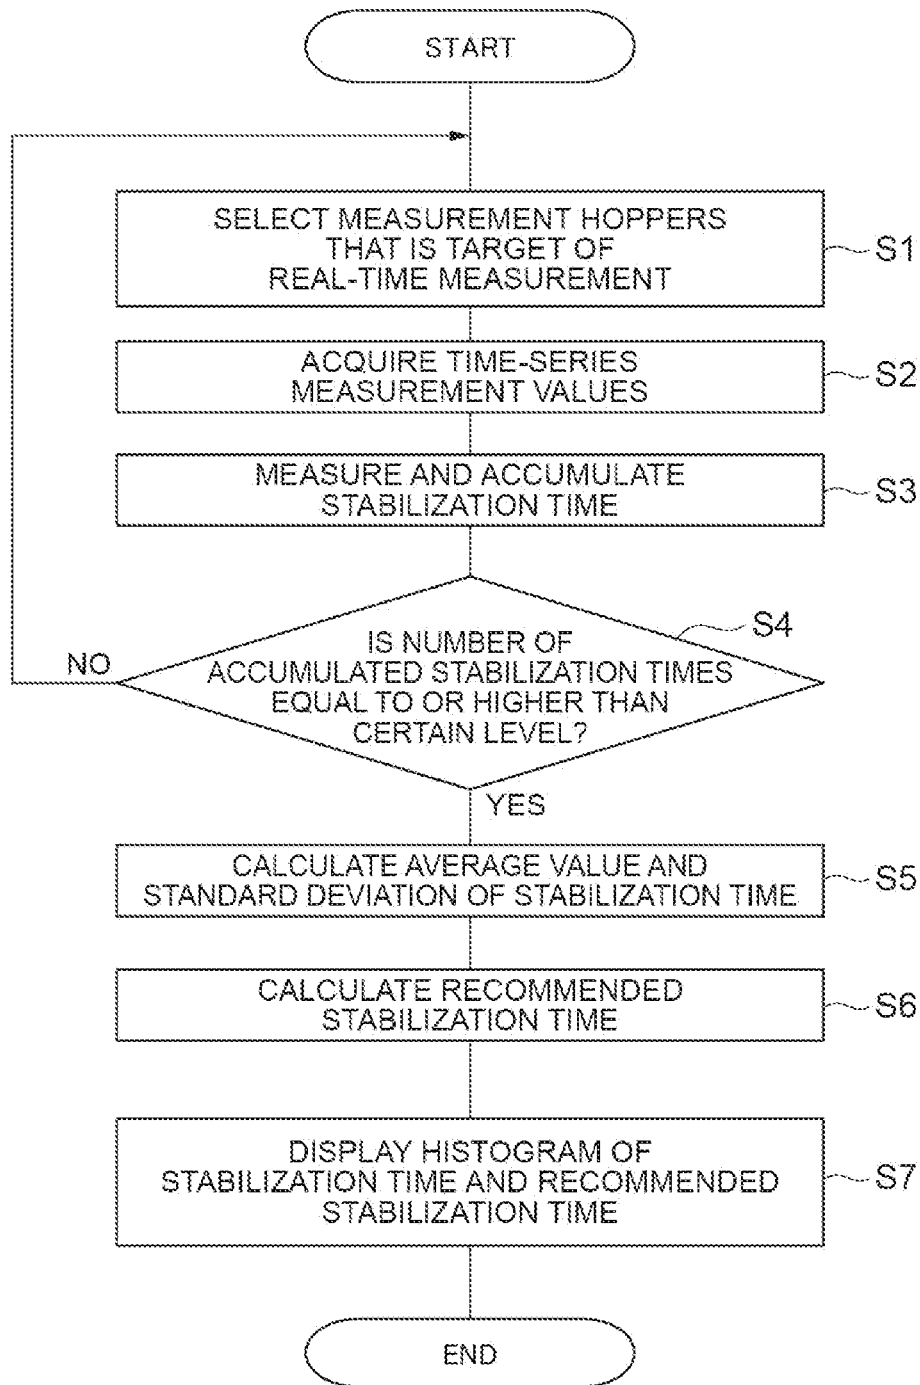 START
SELECT MEASUREMENT HOPPERS
THAT IS TARGET OF
REAL-TIME MEASUREMENT
S1
ACQUIRE TIME-SERIES
MEASUREMENT VALUES
S2
MEASURE AND ACCUMULATE
STABILIZATION TIME
S3
S4
IS NUMBER OF
ACCUMULATED STABILIZATION TIMES
EQUAL TO OR HIGHER THAN
CERTAIN LEVEL?
NO
YES
CALCULATE AVERAGE VALUE AND
STANDARD DEVIATION OF STABILIZATION TIME
S5
CALCULATE RECOMMENDED
STABILIZATION TIME
S6
DISPLAY HISTOGRAM OF
STABILIZATION TIME AND RECOMMENDED
STABILIZATION TIME
S7
END